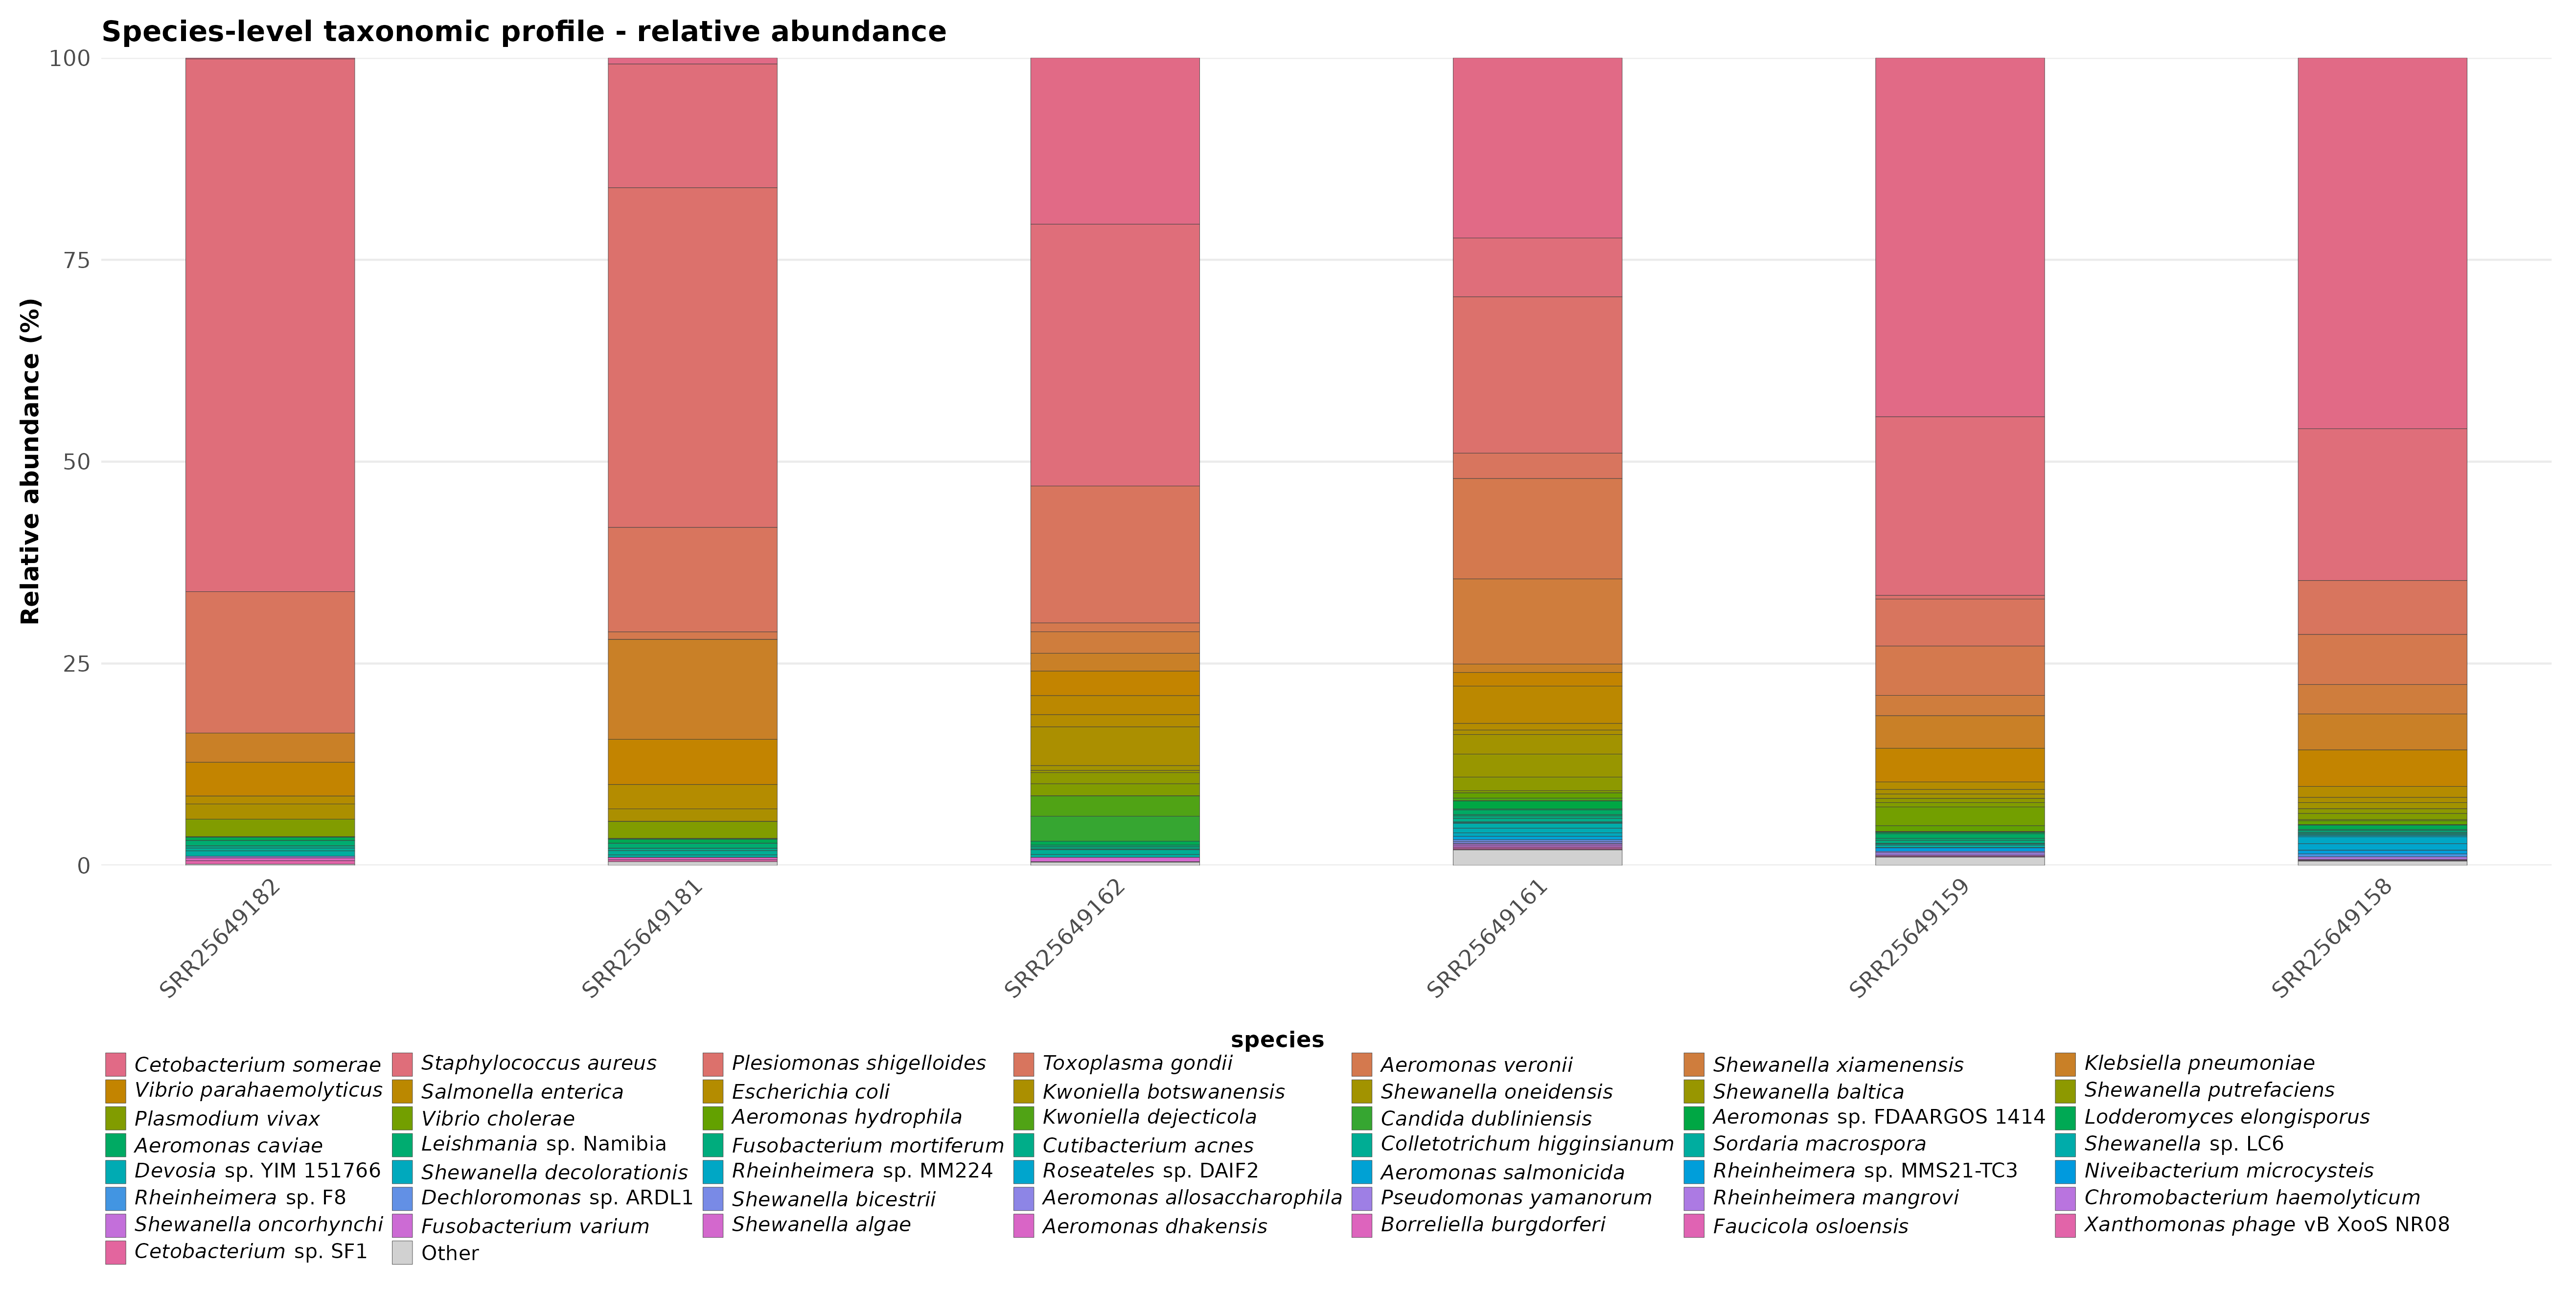 Species-level taxonomic profile - relative abundance
Relative abundance (%)
100
75
50
25
0
SRR25649182 SRR25649181 SRR25649162 SRR25649161 SRR25649159 SRR25649158
species
Cetobacterium somerae Staphylococcus aureus Plesiomonas shigelloides Toxoplasma gondii Aeromonas veronii Shewanella xiamenensis Klebsiella pneumoniae
Vibrio parahaemolyticus Salmonella enterica Escherichia coli Kwoniella botswanensis Shewanella oneidensis Shewanella baltica Shewanella putrefaciens
Plasmodium vivax Vibrio cholerae Aeromonas hydrophila Kwoniella dejecticola Candida dubliniensis Aeromonas sp. FDAARGOS 1414 Lodderomyces elongisporus
Aeromonas caviae Leishmania sp. Namibia Fusobacterium mortiferum Cutibacterium acnes Colletotrichum higginsianum Sordaria macrospora Shewanella sp. LC6
Devosia sp. YIM 151766 Shewanella decolorationis Rheinheimera sp. MM224 Roseateles sp. DAIF2 Aeromonas salmonicida Rheinheimera sp. MMS21-TC3 Niveibacterium microcysteis
Rheinheimera sp. F8 Dechloromonas sp. ARDL1 Shewanella bicestrii Aeromonas allosaccharophila Pseudomonas yamanorum Rheinheimera mangrovi Chromobacterium haemolyticum
Shewanella oncorhynchi Fusobacterium varium Shewanella algae Aeromonas dhakensis Borreliella burgdorferi Faucicola osloensis Xanthomonas phage vB XooS NR08
Cetobacterium sp. SF1 Other